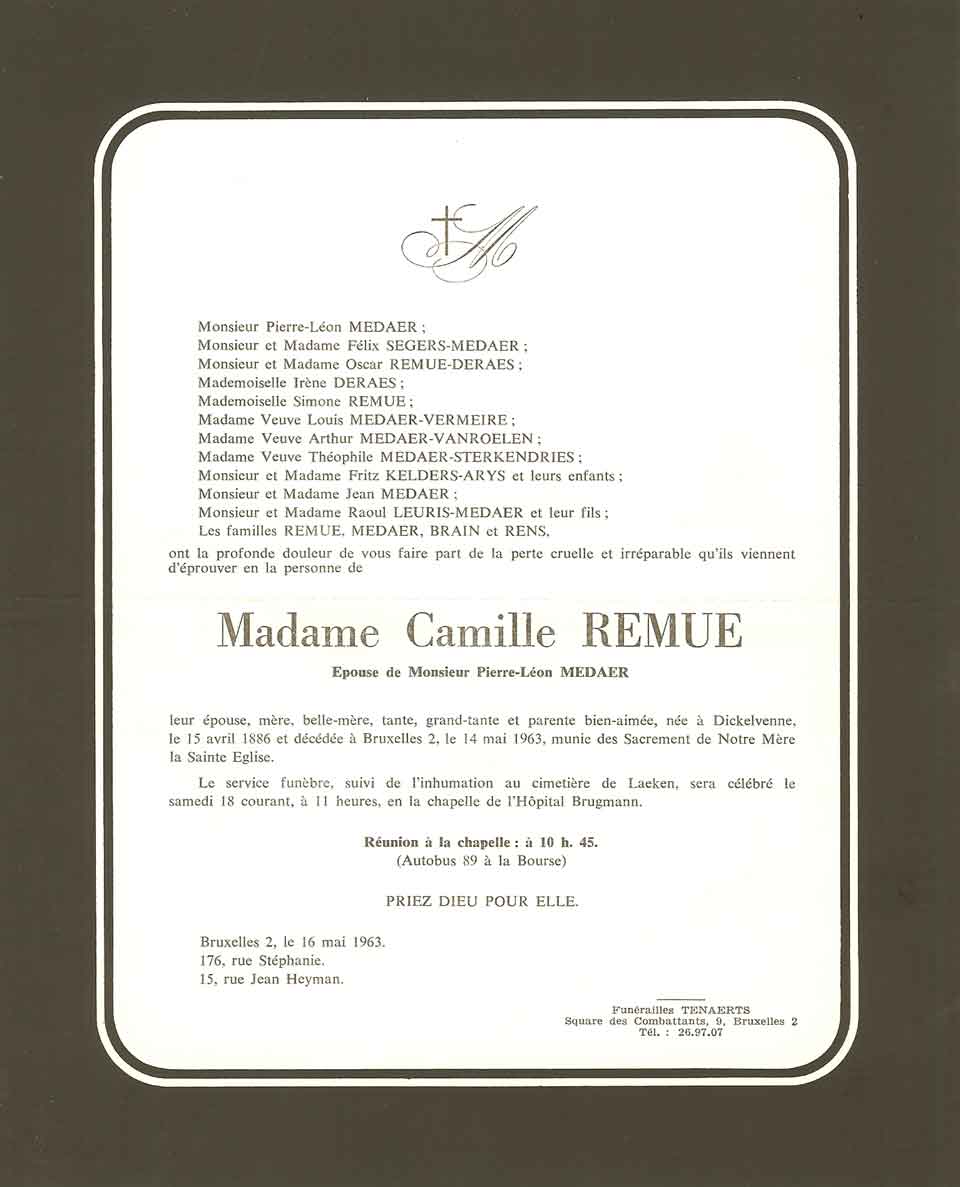 M
Monsieur Pierre-Léon MEDAER ;
Monsieur et Madame Félix SEGERS-MEDAER ;
Monsieur et Madame Oscar REMUE-DERAES ;
Mademoiselle Irène DERAES ;
Mademoiselle Simone REMUE ;
Madame Veuve Louis MEDAER-VERMEIRE ;
Madame Veuve Arthur MEDAER-VANROELEN ;
Madame Veuve Théophile MEDAER-STERKENDRIES ;
Monsieur et Madame Fritz KELDERS-ARYS et leurs enfants ;
Monsieur et Madame Jean MEDAER ;
Monsieur et Madame Raoul LEURIS-MEDAER et leur fils ;
Les familles REMUE, MEDAER, BRAIN et RENS,
ont la profonde douleur de vous faire part de la perte cruelle et irréparable qu'ils viennent
d'éprouver en la personne de
Madame Camille REMUE
Epouse de Monsieur Pierre-Léon MEDAER
leur épouse, mère, belle-mère, tante, grand-tante et parente bien-aimée, née à Dickelvenne,
le 15 avril 1886 et décédée à Bruxelles 2, le 14 mai 1963, munie des Sacrement de Notre Mère
la Sainte Eglise.
Le service funèbre, suivi de l'inhumation au cimetière de Laeken, sera célébré le
samedi 18 courant, à 11 heures, en la chapelle de l'Hôpital Brugmann.
Réunion à la chapelle : à 10 h. 45.
(Autobus 89 à la Bourse)
PRIEZ DIEU POUR ELLE.
Bruxelles 2, le 16 mai 1963.
176, rue Stéphanie.
15, rue Jean Heyman.
Funérailles TENAERTS
Square des Combattants, 9, Bruxelles 2
Tél. : 26.97.07